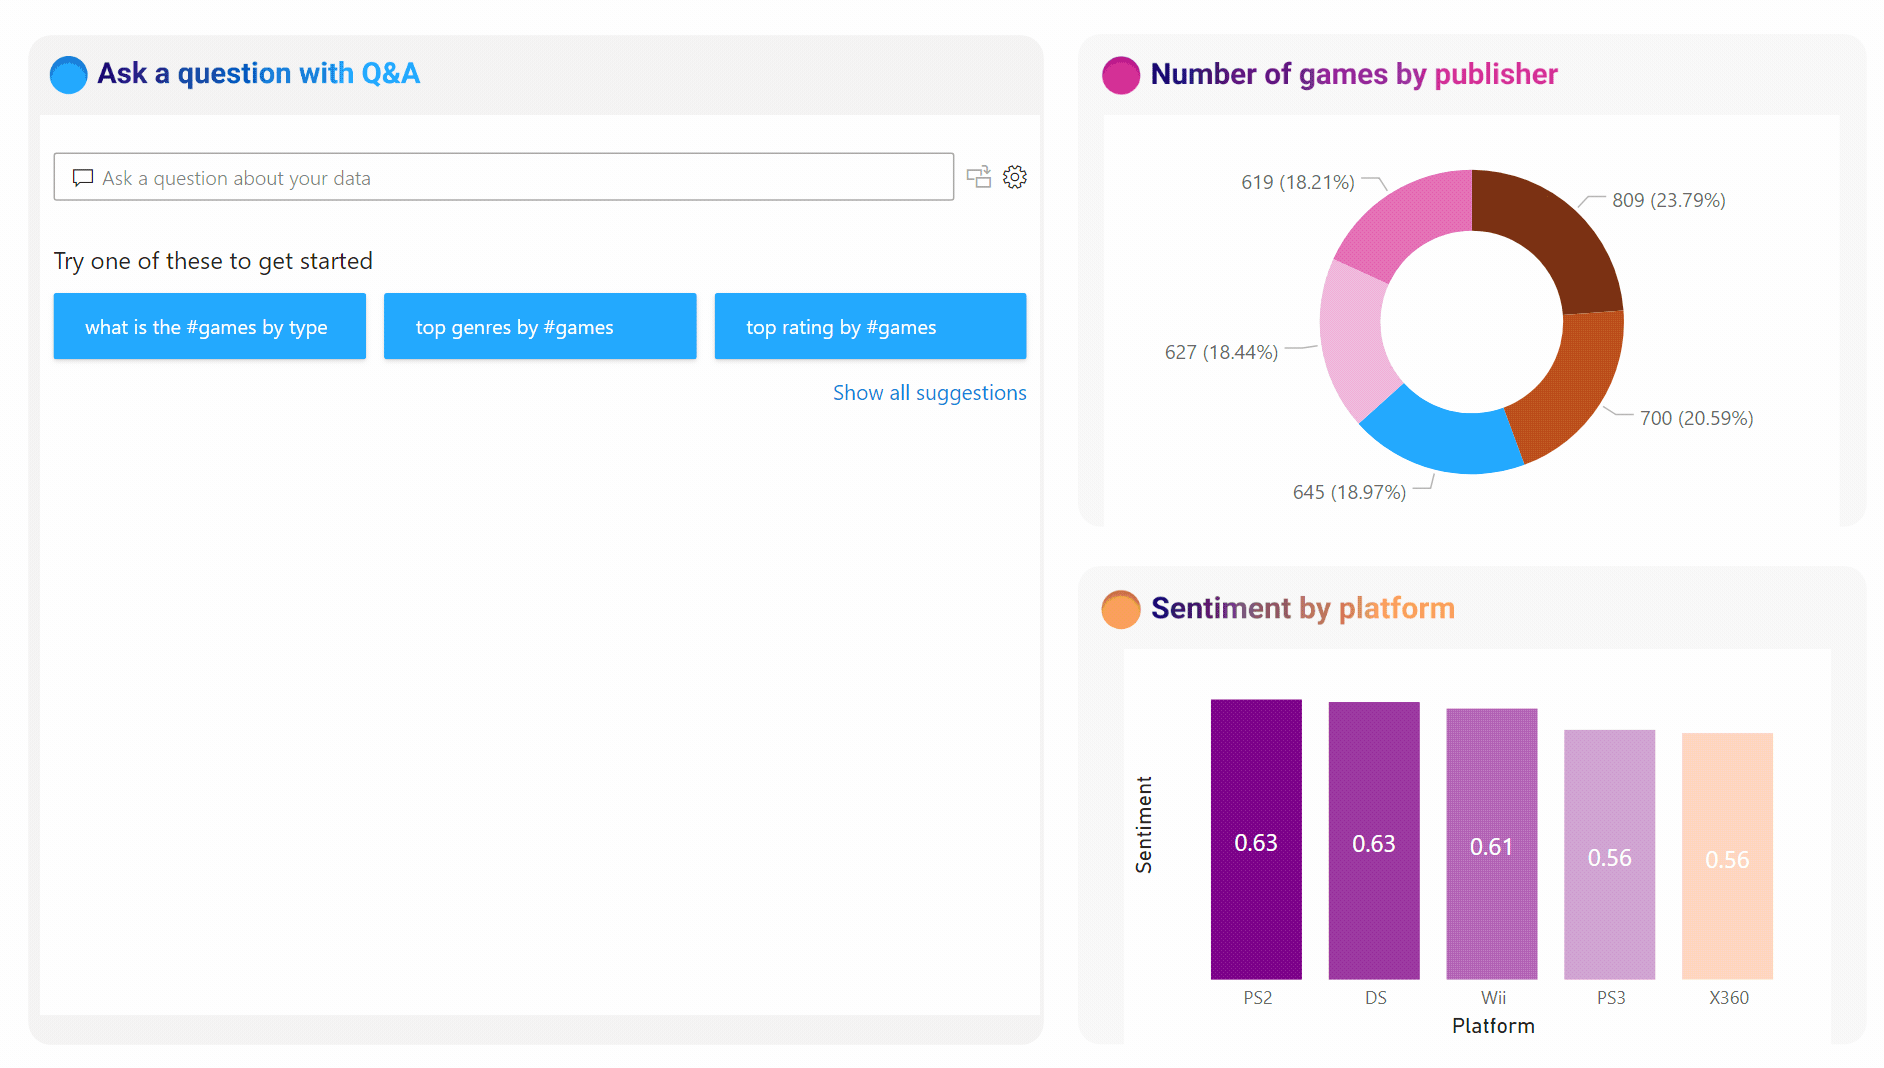 Ask a question with Q&A
Ask a question about your data
Try one of these to get started
what is the #games by type
top genres by #games
top rating by #games
Show all suggestions
Number of games by publisher
619 (18.21%)
809 (23.79%)
627 (18.44%)
700 (20.59%)
645 (18.97%)
Sentiment by platform
Sentiment
0.63
0.63
0.61
0.56
0.56
PS2
DS
Wii
PS3
X360
Platform